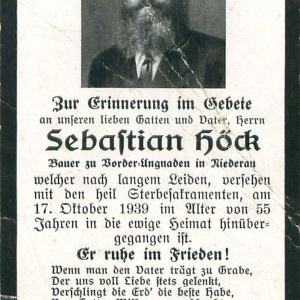 Zur Erinnerung im Gebete
an unseren lieben Gatten und Vater, Herrn
Sebastian Höck
Bauer zu Vorder-Ungnaden in Niederau
welcher nach langem Leiden, versehen
mit den heil Sterbesakramenten, am
17. Oktober 1939 im Alter von 55
Jahren in die ewige Heimat hinüber-
gegangen ist.
Er ruhe im Frieden!
Wenn man den Vater trägt zu Grabe,
Der uns voll Liebe stets gelenkt,
Verschlingt die Erd' die beste Habe,